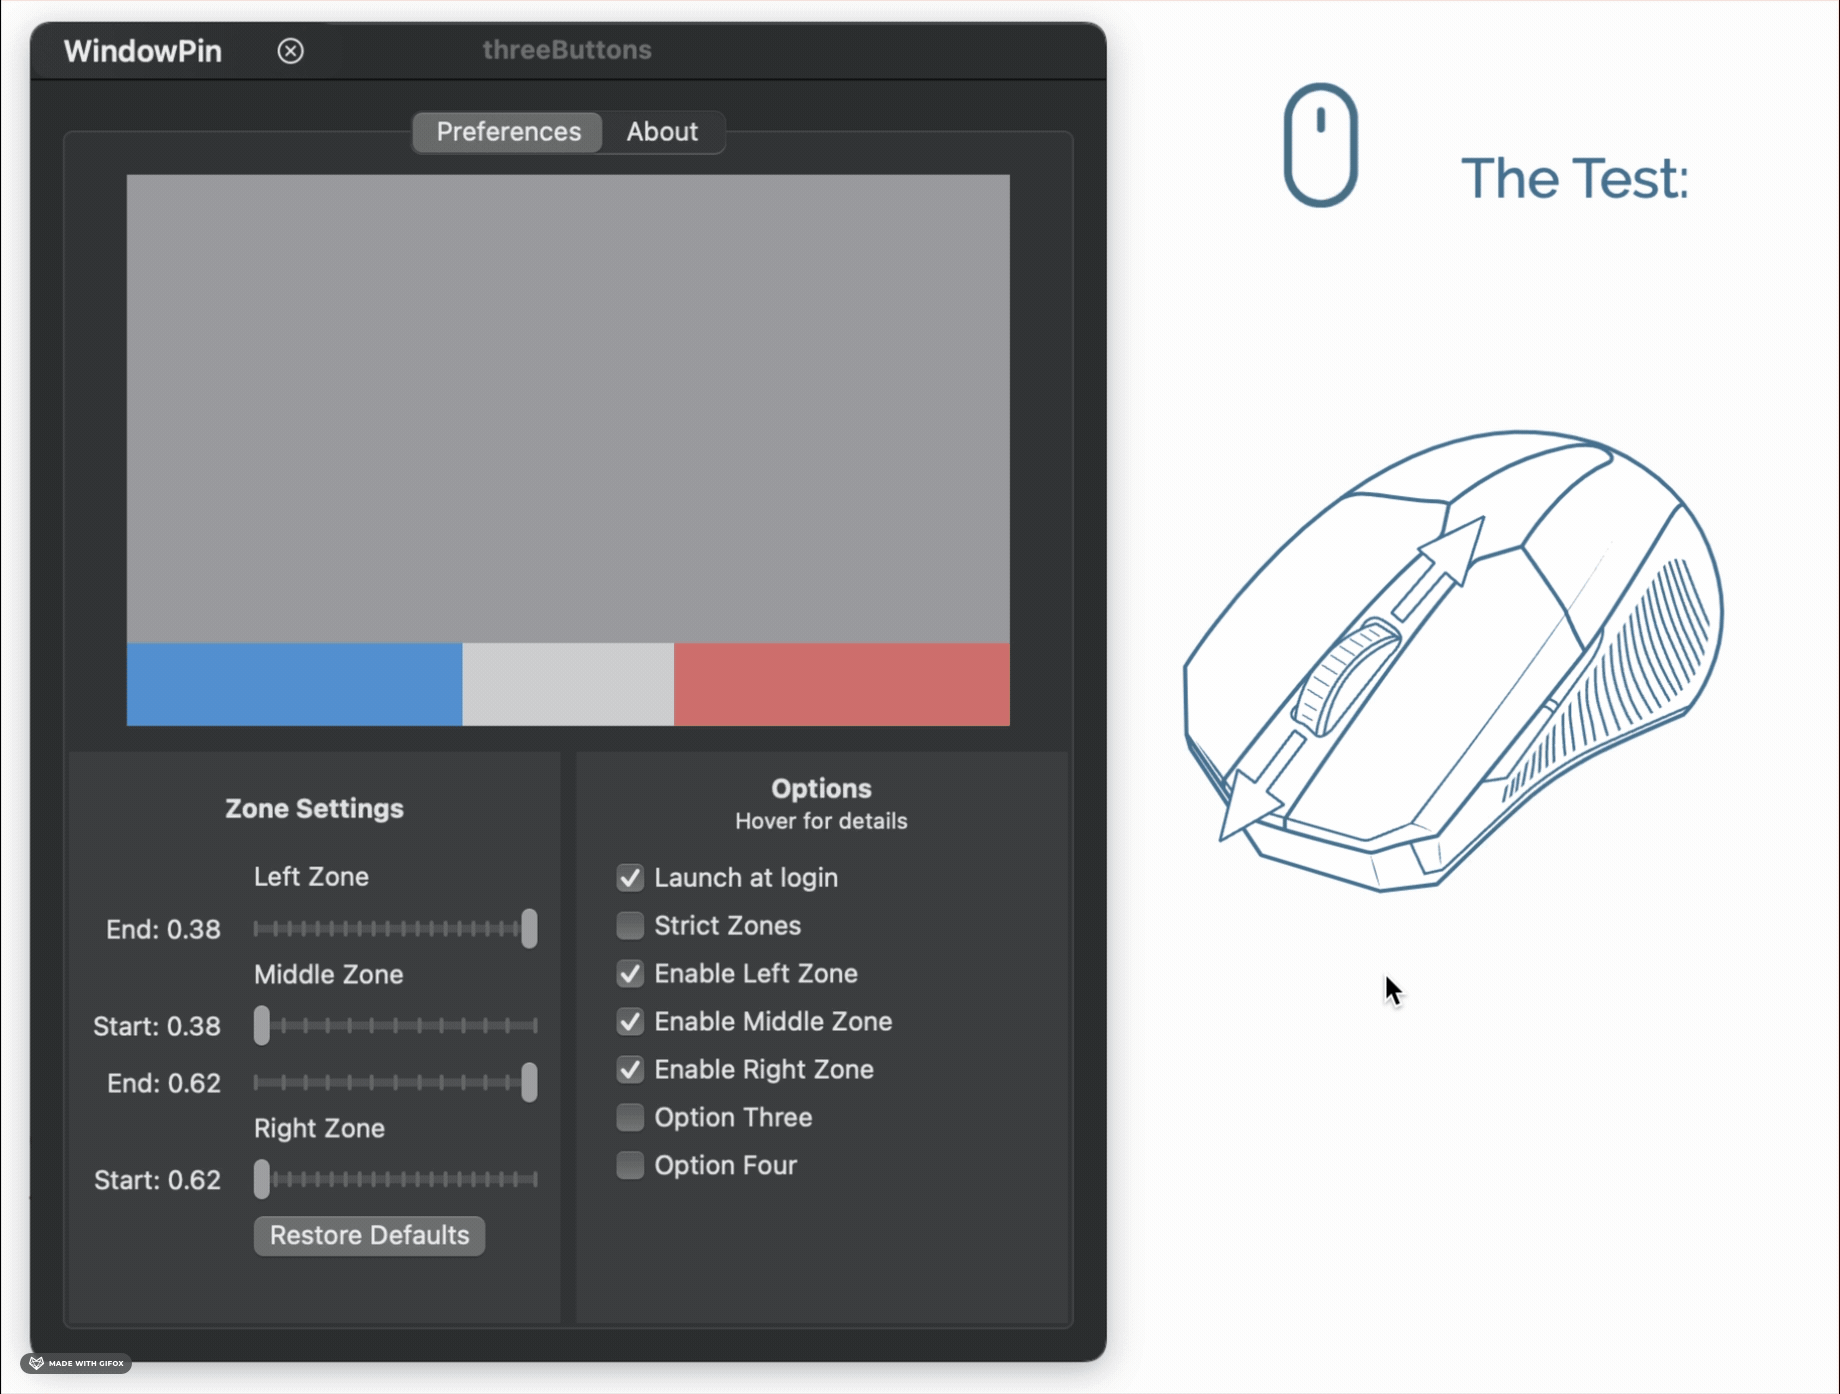 WindowPin
threeButtons
Preferences
About
Zone Settings
Left Zone
End: 0.38
Middle Zone
Start: 0.38
End: 0.62
Right Zone
Start: 0.62
Restore Defaults
Options
Hover for details
Launch at login
Strict Zones
Enable Left Zone
Enable Middle Zone
Enable Right Zone
Option Three
Option Four
The Test:
MADE WITH GIFOX